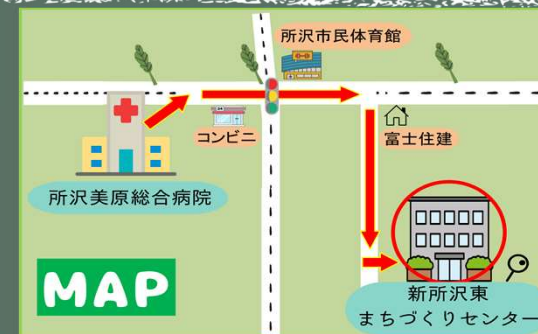 所沢市民体育館
コンビニ
富士住建
所沢美原総合病院
MAP
新所沢東
まちづくりセンター